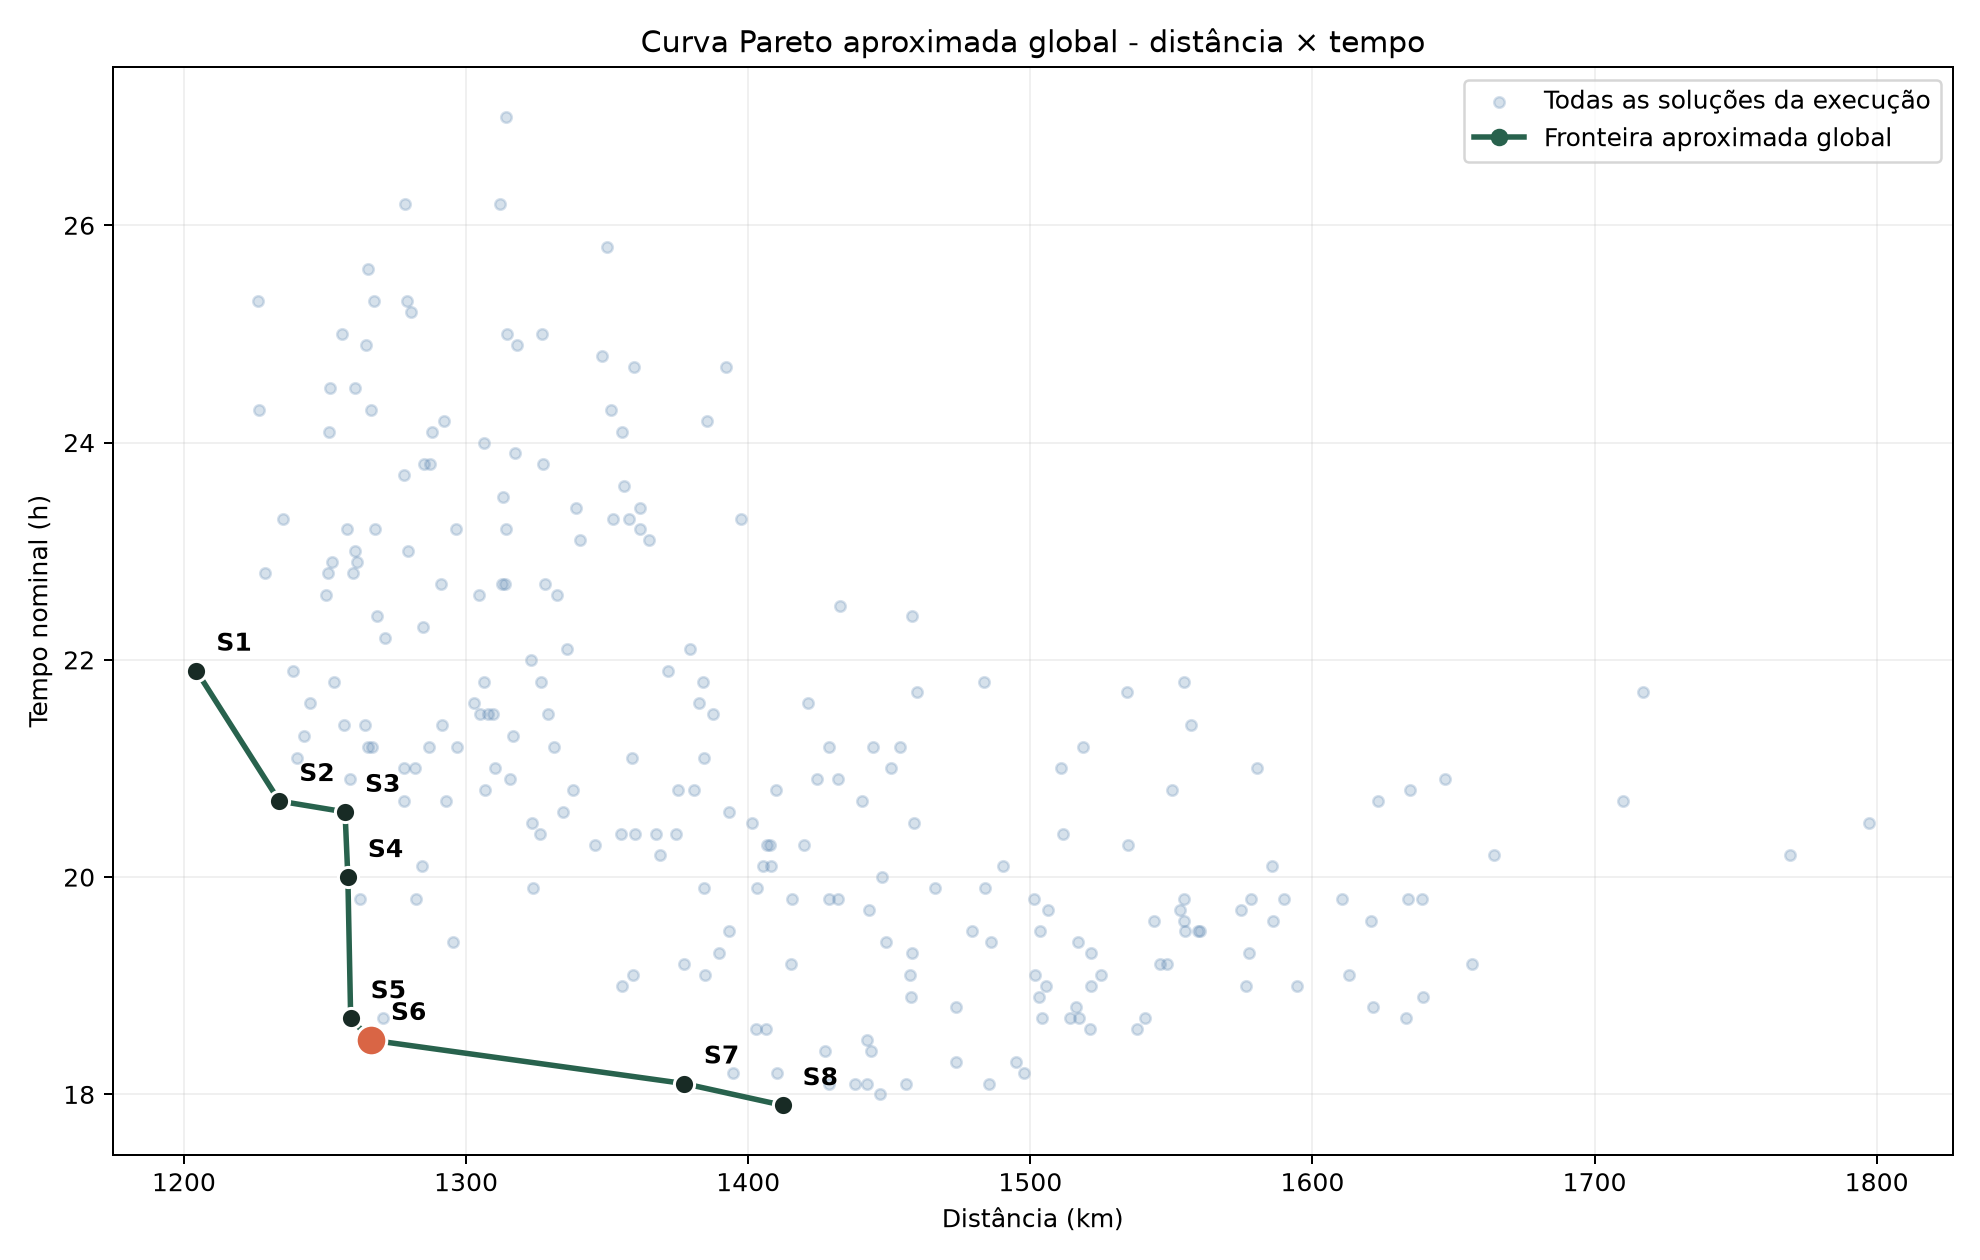 Curva Pareto aproximada global - distância × tempo
Todas as soluções da execução
Fronteira aproximada global
Tempo nominal (h)
26
24
22
20
18
S1
S2
S3
S4
S5
S6
S7
S8
1200
1300
1400
1500
1600
1700
1800
Distância (km)